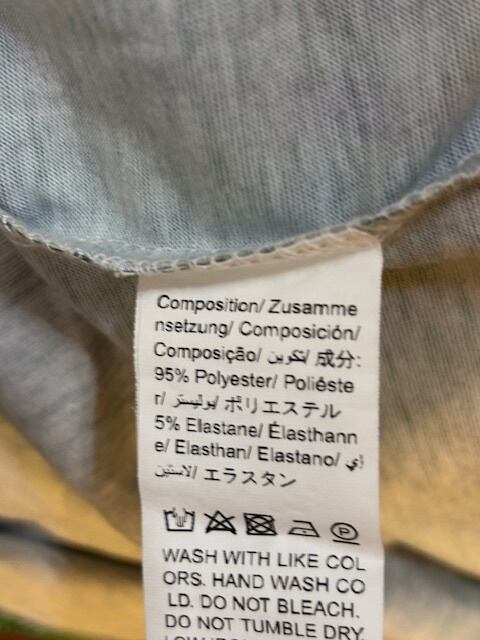 Composition/ Zusamme
nsetzung/ Composición/
Composição/ تكوين/ 成分:
95% Polyester/ Poliéste
r/ بوليستر/ ポリエステル
5% Elastane/ Élasthann
e/ Elasthan/ Elastano/ إي
لاستين/ エラスタン
WASH WITH LIKE COL
ORS. HAND WASH CO
LD. DO NOT BLEACH.
DO NOT TUMBLE DRY.